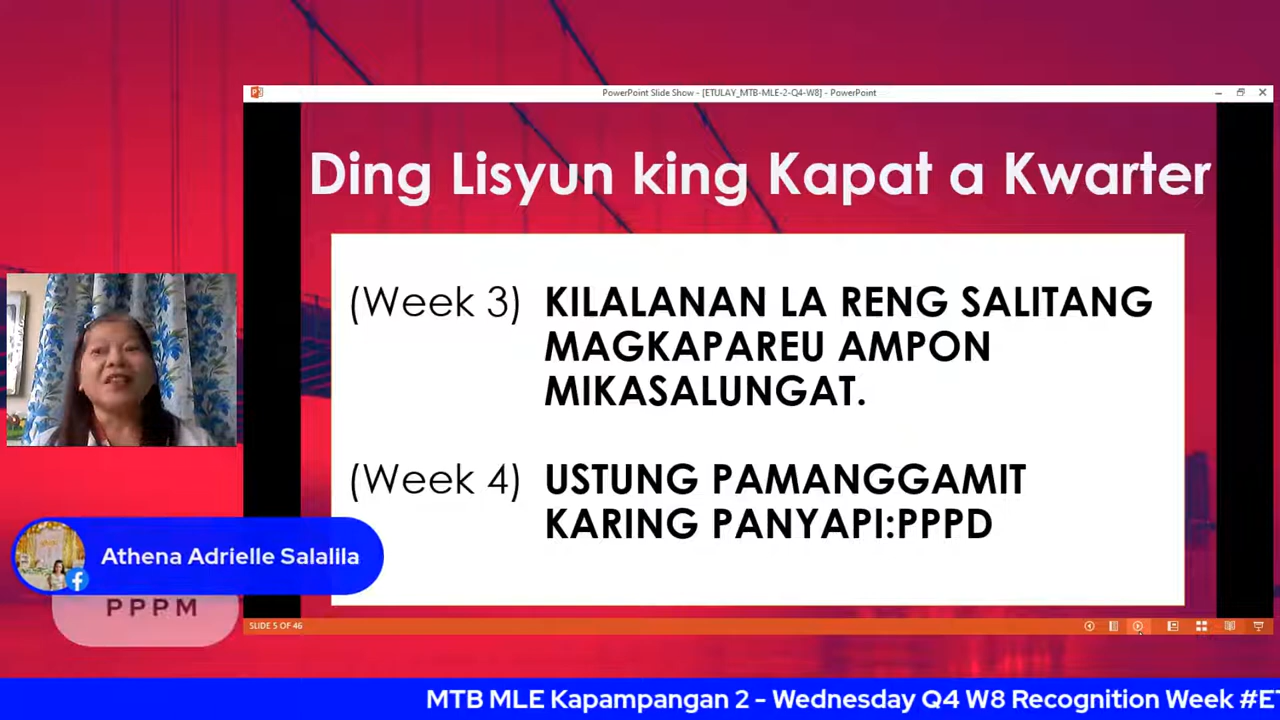 PowerPoint Slide Show - [ETULAY_MTB-MLE-2-Q4-W8] - PowerPoint
Ding Lisyun king Kapat a Kwarter
(Week 3) KILALANAN LA RENG SALITANG
MAGKAPAREU AMPON
MIKASALUNGAT.
(Week 4) USTUNG PAMANGGAMIT
KARING PANYAPI:PPPD
Athena Adrielle Salalila
PPPM
SLIDE 5 OF 46
MTB MLE Kapampangan 2 - Wednesday Q4 W8 Recognition Week #ET